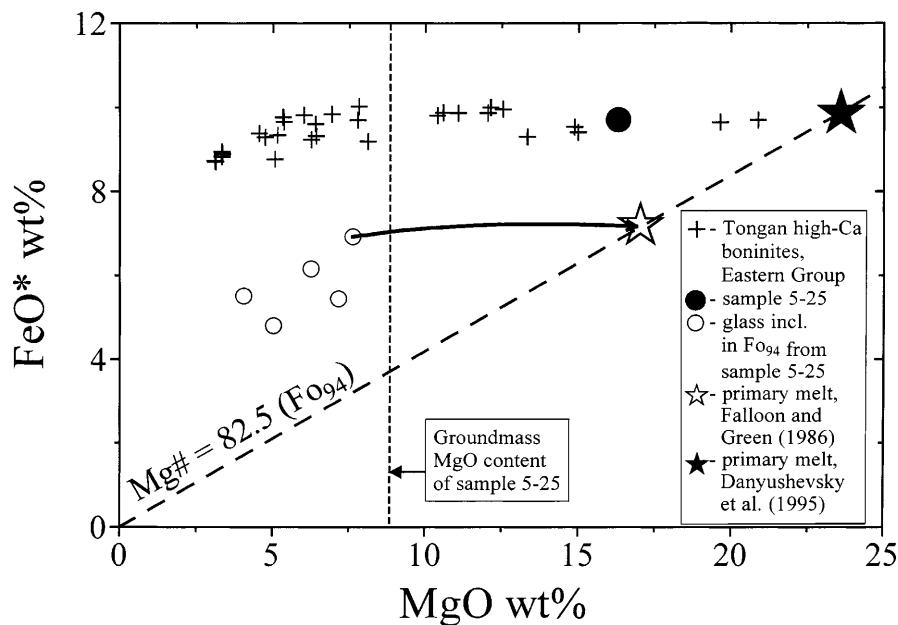 12
8
4
0
FeO* wt%
0
5
10
15
20
25
MgO wt%
Mg# = 82.5 (Fo94)
Groundmass
MgO content
of sample 5-25
- Tongan high-Ca
boninites,
Eastern Group
- sample 5-25
- glass incl.
in Fo94 from
sample 5-25
- primary melt,
Falloon and
Green (1986)
- primary melt,
Danyushevsky
et al. (1995)